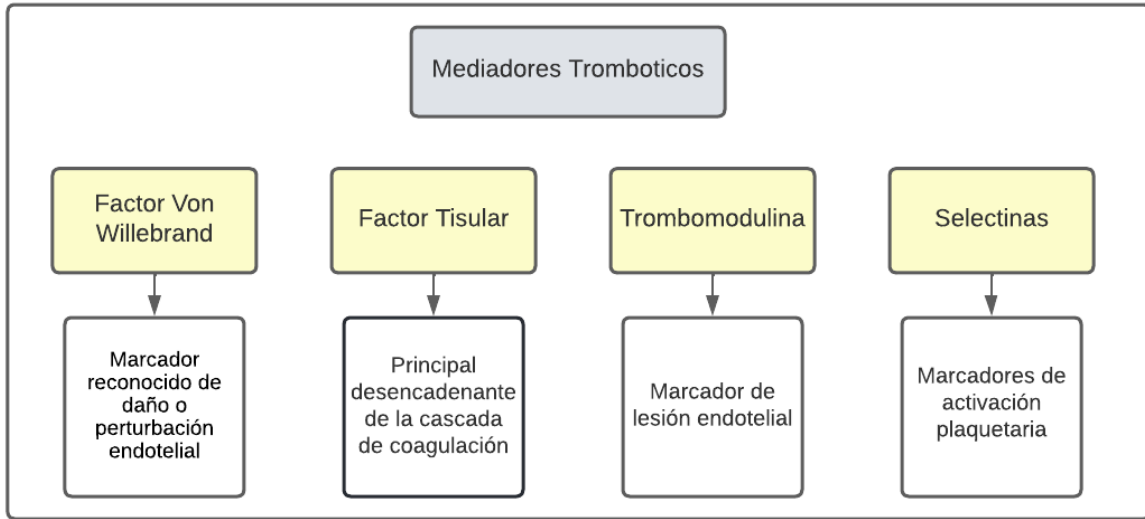 Mediadores Tromboticos
Factor Von
Willebrand
Factor Tisular
Trombomodulina
Selectinas
Marcador
reconocido de
daño o
perturbación
endotelial
Principal
desencadenante
de la cascada
de coagulación
Marcador de
lesión endotelial
Marcadores de
activación
plaquetaria